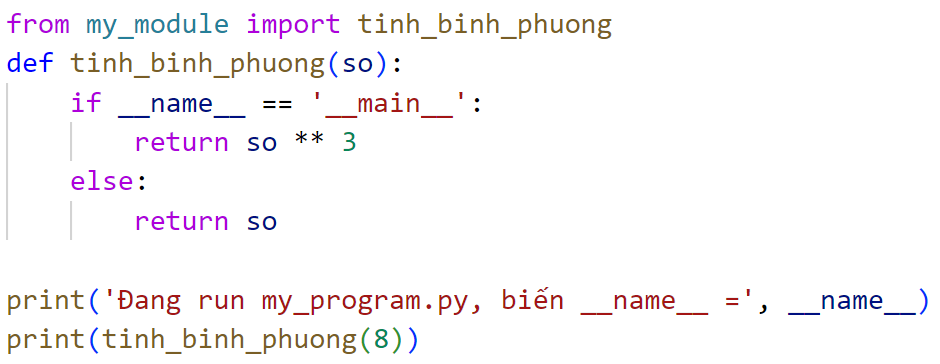 from my_module import tinh_binh_phuong
def tinh_binh_phuong(so):
    if __name__ == '__main__':
        return so ** 3
    else:
        return so

print('Đang run my_program.py, biến __name__ =', __name__)
print(tinh_binh_phuong(8))